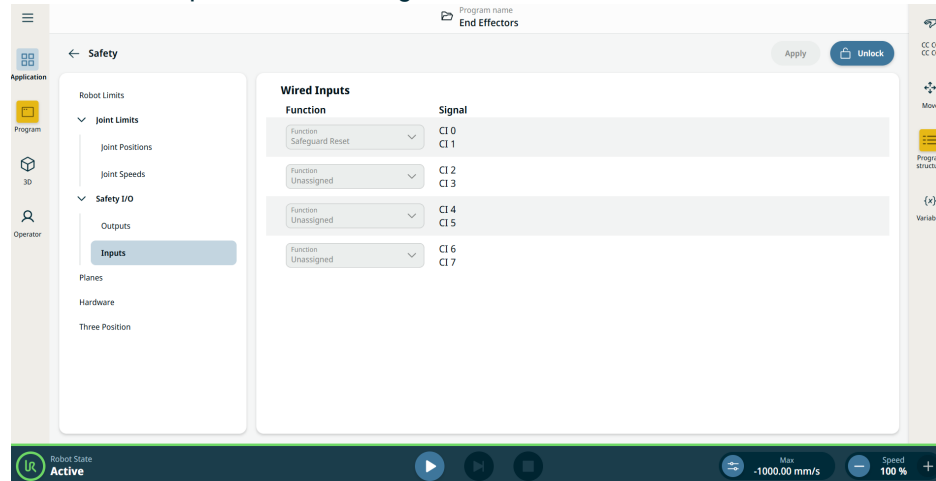 Program name
End Effectors
Safety
Apply
Unlock
Application
Program
3D
Operator
Robot Limits
Joint Limits
Joint Positions
Joint Speeds
Safety I/O
Outputs
Inputs
Planes
Hardware
Three Position
Wired Inputs
Function Signal
Function
Safeguard Reset
CI 0
CI 1
Function
Unassigned
CI 2
CI 3
Function
Unassigned
CI 4
CI 5
Function
Unassigned
CI 6
CI 7
Move
{x}
UR
Robot State
Active
Max
-1000.00 mm/s
Speed
100 %